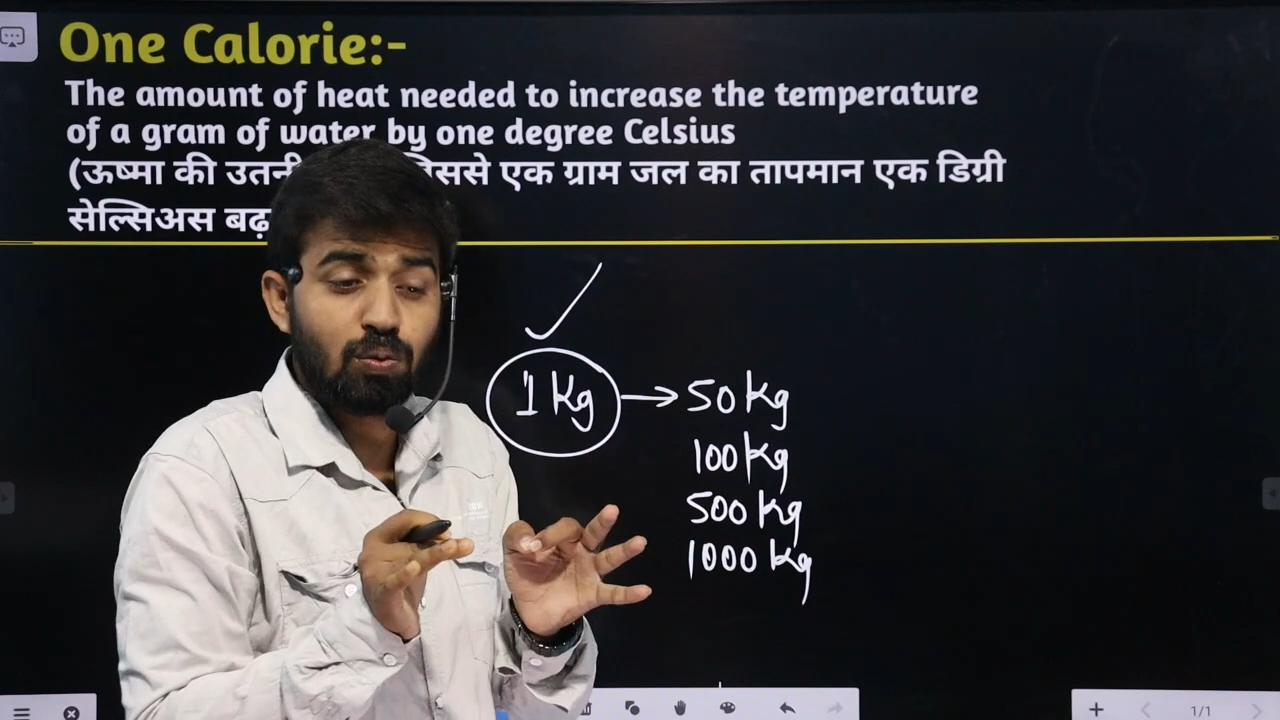 One Calorie:-
The amount of heat needed to increase the temperature
of a gram of water by one degree Celsius
(ऊष्मा की उतनी जिससे एक ग्राम जल का तापमान एक डिग्री
सेल्सिअस बढ़
1 Kg → 50 Kg
100 Kg
500 Kg
1000 Kg
1/1